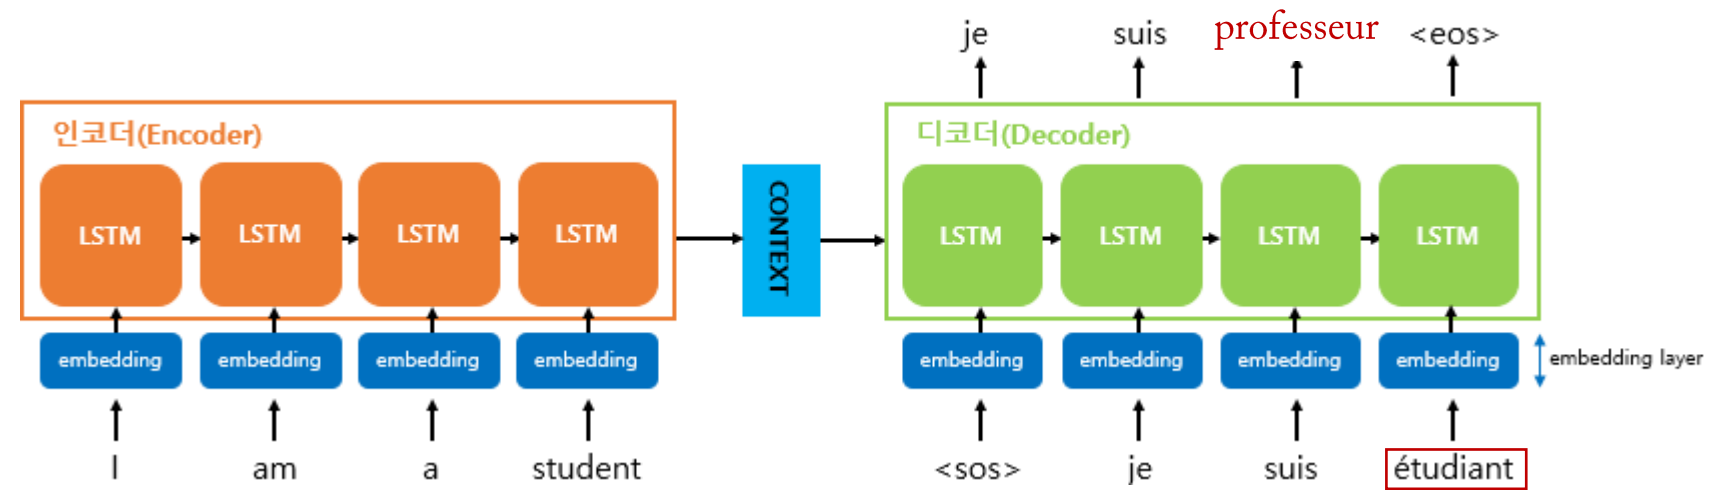 je suis professeur <eos>
인코더(Encoder)
LSTM LSTM LSTM LSTM
embedding embedding embedding embedding
I am a student
CONTEXT
디코더(Decoder)
LSTM LSTM LSTM LSTM
embedding embedding embedding embedding
embedding layer
<sos> je suis étudiant